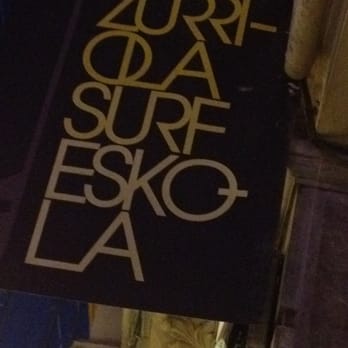 ZURRI-
OLA
SURF
ESKO-
LA